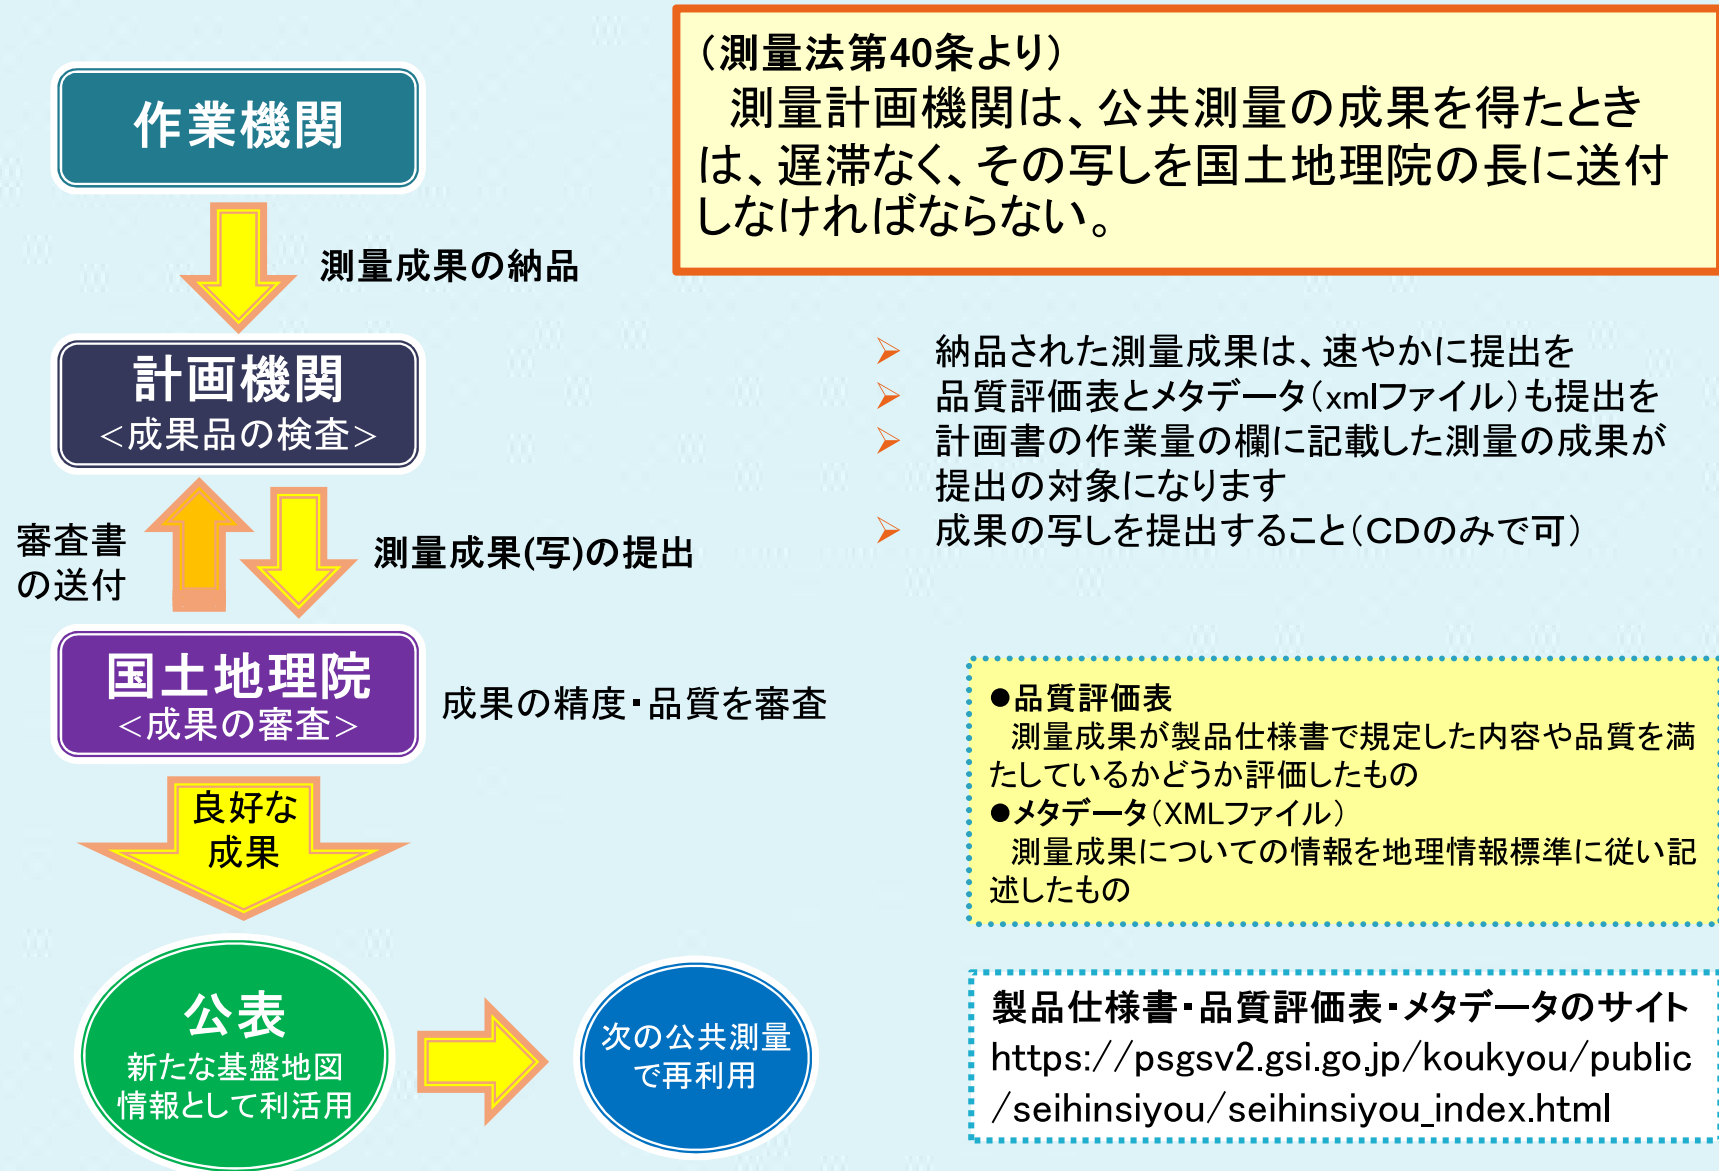 （測量法第40条より）
測量計画機関は、公共測量の成果を得たとき
は、遅滞なく、その写しを国土地理院の長に送付
しなければならない。
作業機関
測量成果の納品
計画機関
<成果品の検査>
➢ 納品された測量成果は、速やかに提出を
➢ 品質評価表とメタデータ（xmlファイル）も提出を
➢ 計画書の作業量の欄に記載した測量の成果が
提出の対象になります
➢ 成果の写しを提出すること（CDのみで可）
審査書
の送付
測量成果(写)の提出
国土地理院
<成果の審査>
成果の精度・品質を審査
●品質評価表
測量成果が製品仕様書で規定した内容や品質を満
たしているかどうか評価したもの
●メタデータ（XMLファイル）
測量成果についての情報を地理情報標準に従い記
述したもの
良好な
成果
公表
新たな基盤地図
情報として利活用
次の公共測量
で再利用
製品仕様書・品質評価表・メタデータのサイト
https://psgsv2.gsi.go.jp/koukyou/public
/seihinsiyou/seihinsiyou_index.html